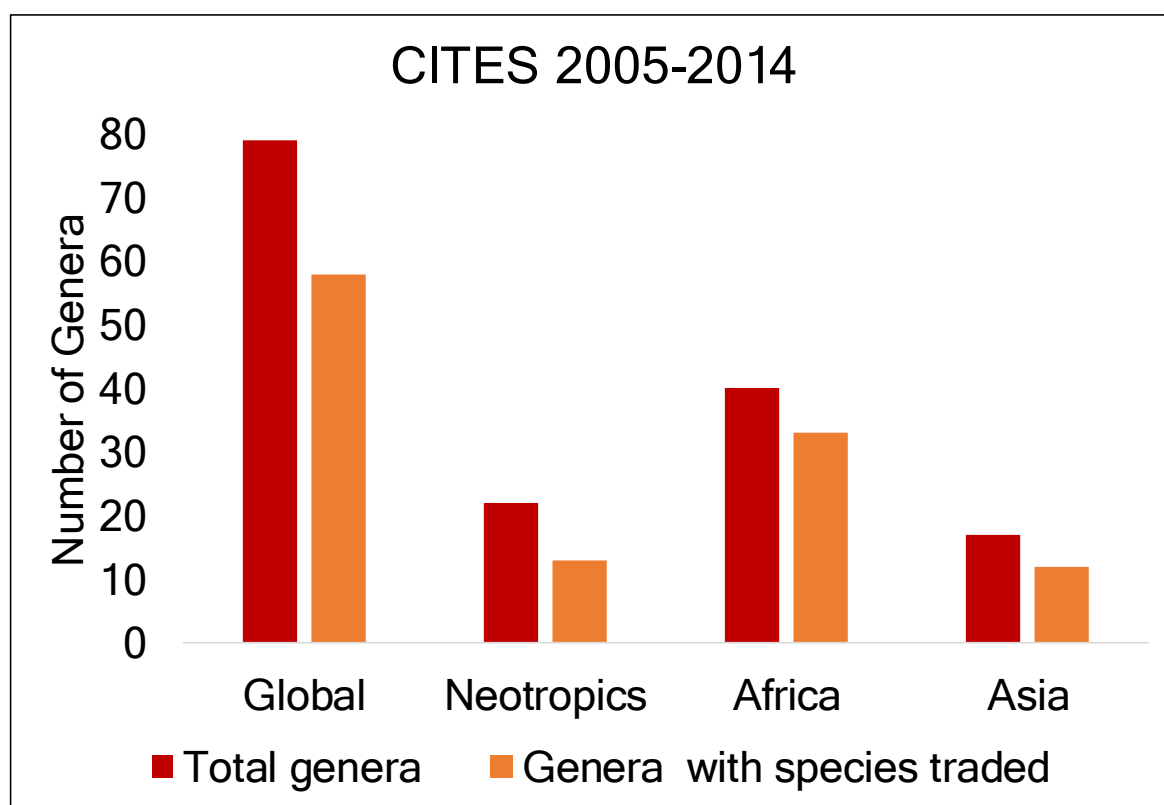 CITES 2005-2014
Number of Genera
80
70
60
50
40
30
20
10
0
Global Neotropics Africa Asia
Total genera Genera with species traded